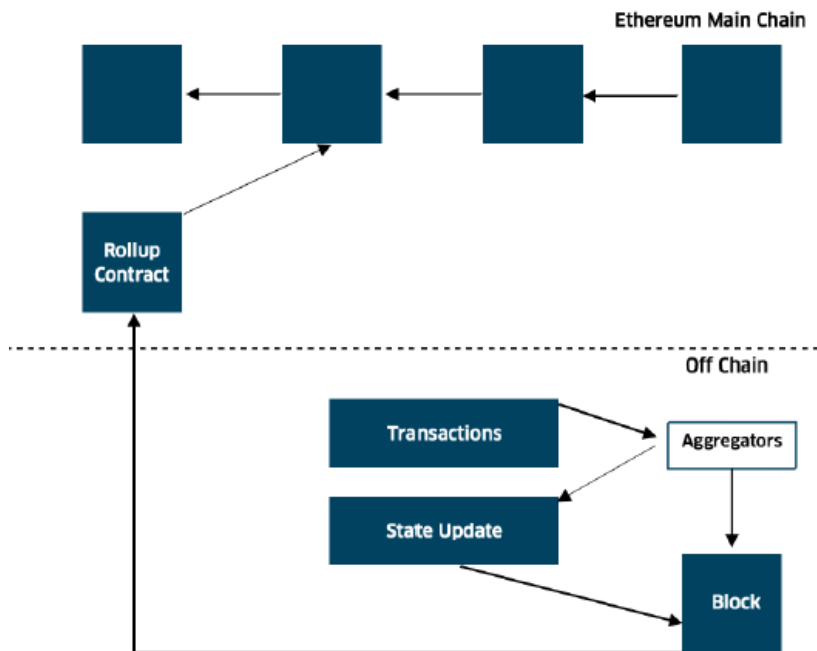 Ethereum Main Chain
Rollup
Contract
Off Chain
Transactions
Aggregators
State Update
Block